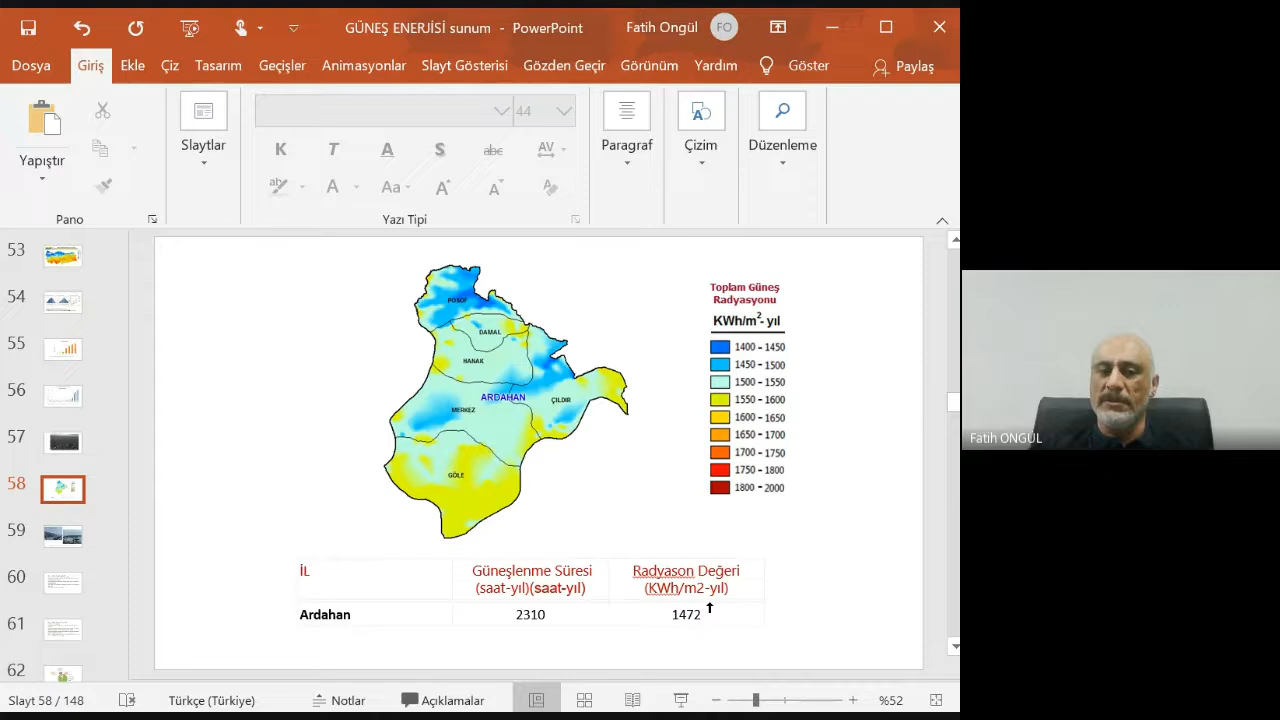 GÜNEŞ ENERJİSİ sunum - PowerPoint
Fatih Ongül
FO
Dosya
Giriş
Ekle
Çiz
Tasarım
Geçişler
Animasyonlar
Slayt Gösterisi
Gözden Geçir
Görünüm
Yardım
Göster
Paylaş
Yapıştır
Slaytlar
44
K
T
A
S
abc
AV
A
Aa
A
A
Paragraf
Çizim
Düzenleme
Pano
Yazı Tipi
53
54
55
56
57
58
59
60
61
62
POSOF
DAMAL
HANAK
ARDAHAN
MERKEZ
ÇILDIR
GÖLE
Toplam Güneş
Radyasyonu
KWh/m2- yıl
1400 - 1450
1450 - 1500
1500 - 1550
1550 - 1600
1600 - 1650
1650 - 1700
1700 - 1750
1750 - 1800
1800 - 2000
İL
Güneşlenme Süresi
(saat-yıl)(saat-yıl)
Radyason Değeri
(KWh/m2-yıl)
Ardahan
2310
1472
Fatih ONGÜL
Slayt 58 / 148
Türkçe (Türkiye)
Notlar
Açıklamalar
%52